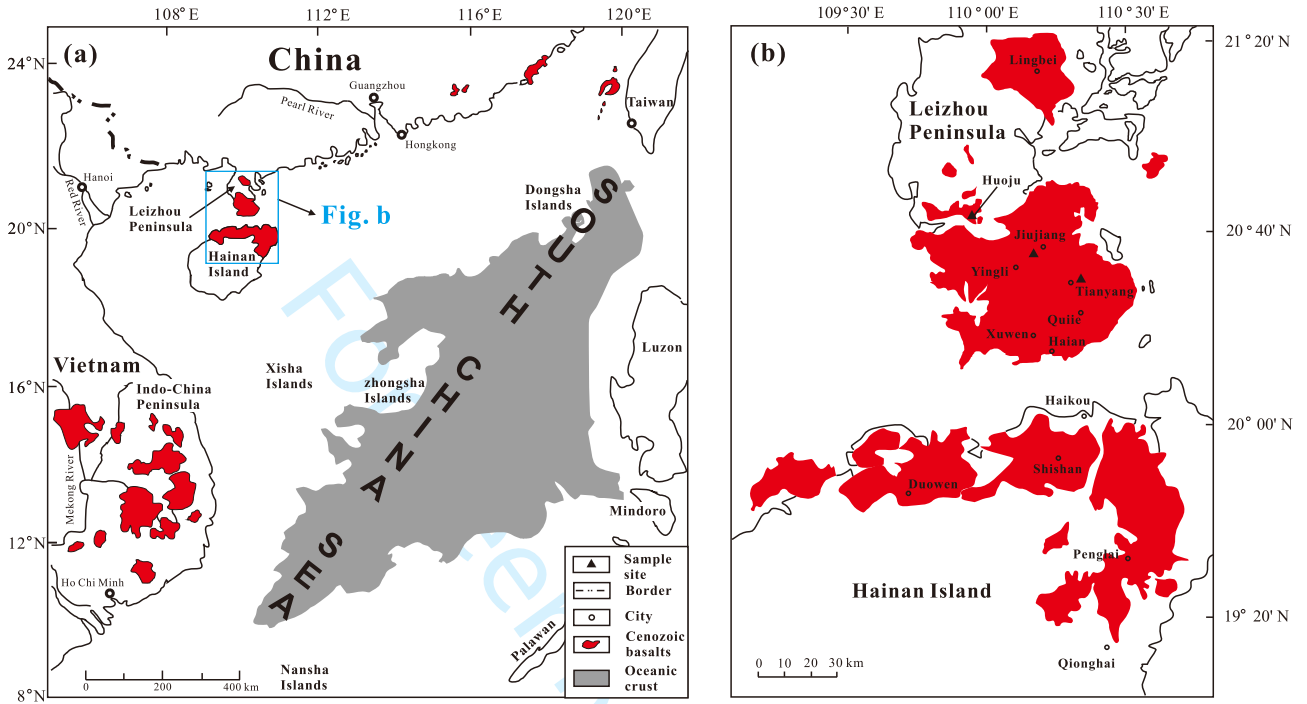 108°E
112°E
116°E
120°E
(a)
China
24°N
20°N
16°N
12°N
8°N
Guangzhou
Pearl River
Hongkong
Taiwan
Hanoi
Red River
Leizhou
Peninsula
Fig. b
Hainan
Island
Dongsha
Islands
SOUTH CHINA SEA
Vietnam
Indo-China
Peninsula
Xisha
Islands
zhongsha
Islands
Luzon
Mekong River
Mindoro
Ho Chi Minh
Palawan
Nansha
Islands
0 200 400 km
Sample
site
Border
City
Cenozoic
basalts
Oceanic
crust
109°30′ E
110°00′ E
110°30′ E
(b)
21°20′ N
20°40′ N
20°00′ N
19°20′ N
Lingbei
Leizhou
Peninsula
Huoju
Jiujiang
Yingli
Tianyang
Quiie
Xuwen
Haian
Haikou
Shishan
Duowen
Penglai
Hainan Island
Qionghai
0 10 20 30 km